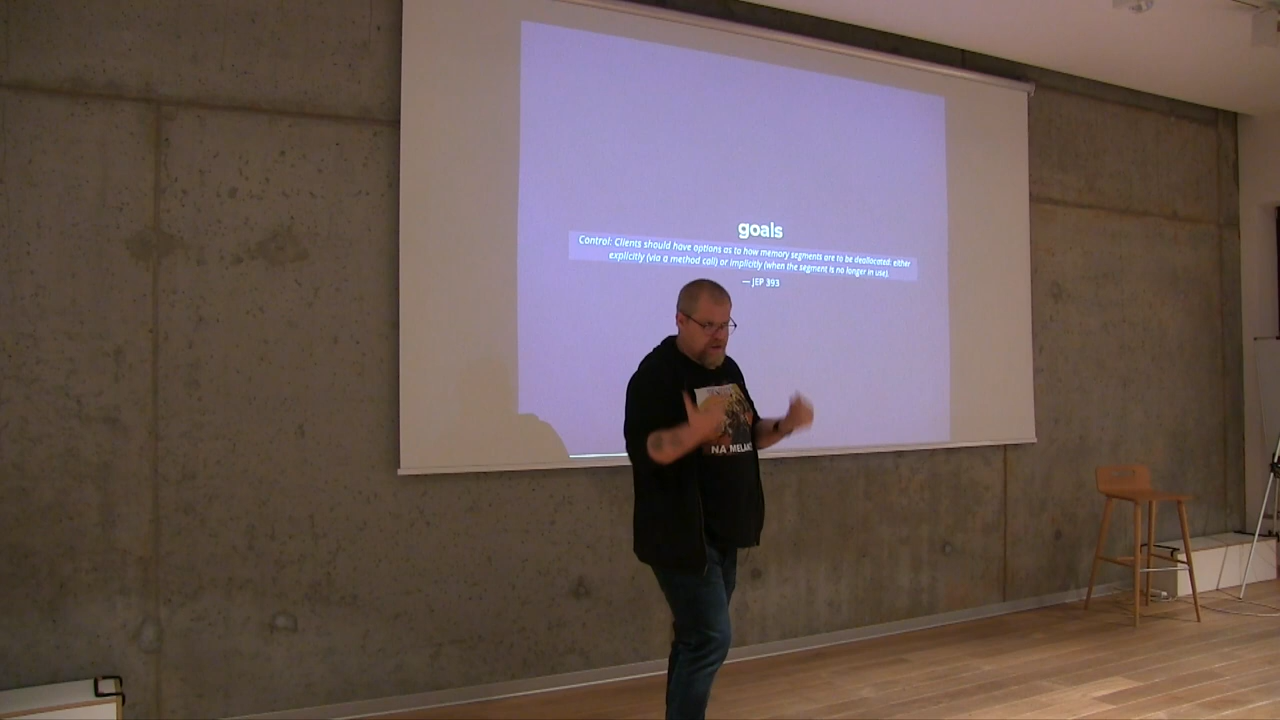 goals
Control: Clients should have options as to how memory segments are to be deallocated: either
explicitly (via a method call) or implicitly (when the segment is no longer in use).
— JEP 393
NA